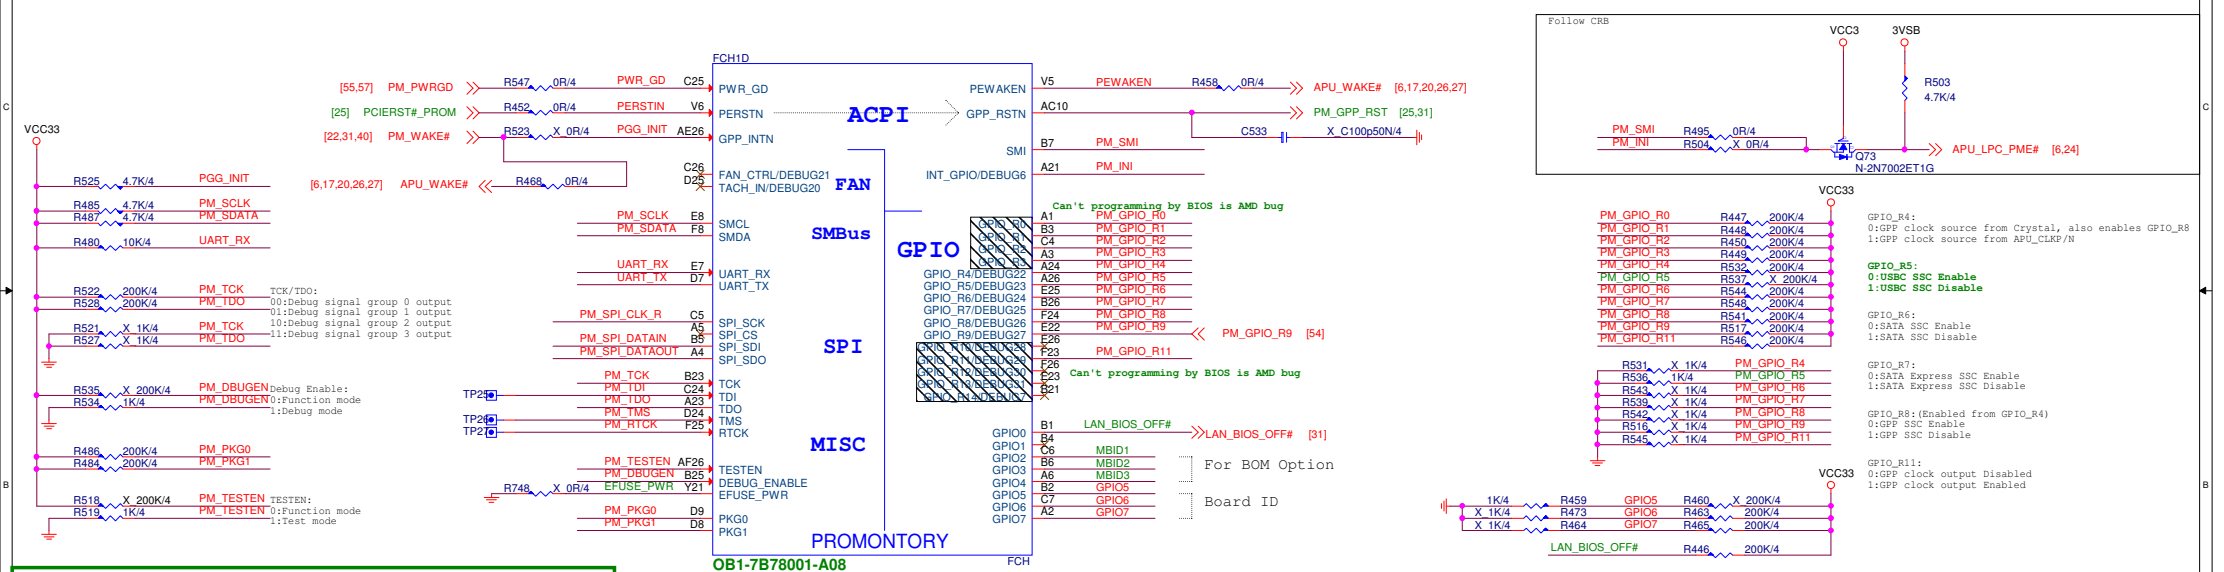 Follow CRB
VCC3
3VSB
R503
4.7K/4
PM_SMI R495 0R/4
PM_INI R504 X_0R/4
Q73
N-2N7002ET1G
APU_LPC_PME# [6,24]
FCH1D
[55,57] PM_PWRGD R547 0R/4 PWR_GD C25 PWR_GD
[25] PCIERST#_PROM R452 0R/4 PERSTIN V6 PERSTN
[22,31,40] PM_WAKE# R523 X_0R/4 PGG_INIT AE26 GPP_INTN
[6,17,20,26,27] APU_WAKE# R468 0R/4
C26 FAN_CTRL/DEBUG21
D25 TACH_IN/DEBUG20
PM_SCLK E8 SMCL
PM_SDATA F8 SMDA
UART_RX E7 UART_RX
UART_TX D7 UART_TX
PM_SPI_CLK_R C5 SPI_SCK
A5 SPI_CS
PM_SPI_DATAIN B5 SPI_SDI
PM_SPI_DATAOUT A4 SPI_SDO
PM_TCK B23 TCK
TP25 PM_TDI C24 TDI
PM_TDO A23 TDO
TP26 PM_TMS D24 TMS
TP27 PM_RTCK F25 RTCK
PM_TESTEN AF26 TESTEN
PM_DBUGEN B25 DEBUG_ENABLE
R748 X_0R/4 EFUSE_PWR Y21 EFUSE_PWR
PM_PKG0 D9 PKG0
PM_PKG1 D8 PKG1
ACPI
FAN
SMBus
GPIO
SPI
MISC
PROMONTORY
OB1-7B78001-A08
FCH
VCC33
R525 4.7K/4 PGG_INIT
R485 4.7K/4 PM_SCLK
R487 4.7K/4 PM_SDATA
R480 10K/4 UART_RX
R522 200K/4 PM_TCK
R528 200K/4 PM_TDO
R521 X_1K/4 PM_TCK
R527 X_1K/4 PM_TDO
TCK/TDO:
00:Debug signal group 0 output
01:Debug signal group 1 output
10:Debug signal group 2 output
11:Debug signal group 3 output
R535 X_200K/4 PM_DBUGEN
R534 1K/4 PM_DBUGEN
Debug Enable:
0:Function mode
1:Debug mode
R486 200K/4 PM_PKG0
R484 200K/4 PM_PKG1
R518 X_200K/4 PM_TESTEN
R519 1K/4 PM_TESTEN
TESTEN:
0:Function mode
1:Test mode
PEWAKEN V5 PEWAKEN R458 0R/4 APU_WAKE# [6,17,20,26,27]
GPP_RSTN AC10 PM_GPP_RST [25,31]
C533 X_C100p50N/4
SMI B7 PM_SMI
INT_GPIO/DEBUG6 A21 PM_INI
Can't programming by BIOS is AMD bug
GPIO_R0 A1 PM_GPIO_R0
GPIO_R1 B3 PM_GPIO_R1
GPIO_R2 C4 PM_GPIO_R2
GPIO_R3 A3 PM_GPIO_R3
GPIO_R4/DEBUG22 A24 PM_GPIO_R4
GPIO_R5/DEBUG23 A26 PM_GPIO_R5
GPIO_R6/DEBUG24 E25 PM_GPIO_R6
GPIO_R7/DEBUG25 B26 PM_GPIO_R7
GPIO_R8/DEBUG26 F24 PM_GPIO_R8
GPIO_R9/DEBUG27 E22 PM_GPIO_R9 PM_GPIO_R9 [54]
GPIO_R10/DEBUG28 E26
GPIO_R11/DEBUG29 F23 PM_GPIO_R11
GPIO_R12/DEBUG30 F26
GPIO_R13/DEBUG31 E23
GPIO_R14/DEBUG7 B21
Can't programming by BIOS is AMD bug
GPIO0 B1 LAN_BIOS_OFF# LAN_BIOS_OFF# [31]
GPIO1 B4
GPIO2 C6 MBID1
GPIO3 B6 MBID2
GPIO4 A6 MBID3
GPIO5 B2 GPIO5
GPIO6 C7 GPIO6
GPIO7 A2 GPIO7
For BOM Option
Board ID
VCC33
PM_GPIO_R0 R447 200K/4
PM_GPIO_R1 R448 200K/4
PM_GPIO_R2 R450 200K/4
PM_GPIO_R3 R449 200K/4
PM_GPIO_R4 R532 200K/4
PM_GPIO_R5 R537 X_200K/4
PM_GPIO_R6 R544 200K/4
PM_GPIO_R7 R548 200K/4
PM_GPIO_R8 R541 200K/4
PM_GPIO_R9 R517 200K/4
PM_GPIO_R11 R546 200K/4
R531 X_1K/4 PM_GPIO_R4
R536 1K/4 PM_GPIO_R5
R543 X_1K/4 PM_GPIO_R6
R539 X_1K/4 PM_GPIO_R7
R542 X_1K/4 PM_GPIO_R8
R516 X_1K/4 PM_GPIO_R9
R545 X_1K/4 PM_GPIO_R11
VCC33
1K/4 R459 GPIO5 R460 X_200K/4
X_1K/4 R473 GPIO6 R463 200K/4
X_1K/4 R464 GPIO7 R465 200K/4
LAN_BIOS_OFF# R446 200K/4
GPIO_R4:
0:GPP clock source from Crystal, also enables GPIO_R8
1:GPP clock source from APU_CLKP/N
GPIO_R5:
0:USBC SSC Enable
1:USBC SSC Disable
GPIO_R6:
0:SATA SSC Enable
1:SATA SSC Disable
GPIO_R7:
0:SATA Express SSC Enable
1:SATA Express SSC Disable
GPIO_R8:(Enabled from GPIO_R4)
0:GPP SSC Enable
1:GPP SSC Disable
GPIO_R11:
0:GPP clock output Disabled
1:GPP clock output Enabled
C
B
C
B